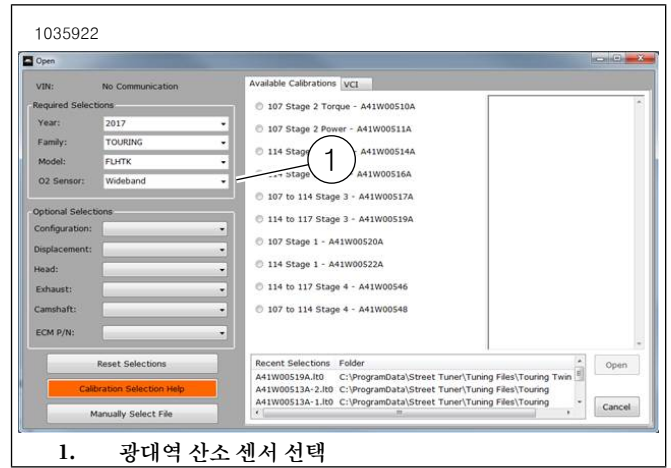 1035922
Open
VIN: No Communication
Required Selections
Year: 2017
Family: TOURING
Model: FLHTK
O2 Sensor: Wideband
Optional Selections
Configuration:
Displacement:
Head:
Exhaust:
Camshaft:
ECM P/N:
Reset Selections
Calibration Selection Help
Manually Select File
Available Calibrations VCI
107 Stage 2 Torque - A41W00510A
107 Stage 2 Power - A41W00511A
114 Stage A41W00514A
114 Stage A41W00516A
107 to 114 Stage 3 - A41W00517A
114 to 117 Stage 3 - A41W00519A
107 Stage 1 - A41W00520A
114 Stage 1 - A41W00522A
114 to 117 Stage 4 - A41W00546
107 to 114 Stage 4 - A41W00548
1
Recent Selections Folder
A41W00519A.lt0 C:\ProgramData\Street Tuner\Tuning Files\Touring Twin
A41W00513A-2.lt0 C:\ProgramData\Street Tuner\Tuning Files\Touring
A41W00513A-1.lt0 C:\ProgramData\Street Tuner\Tuning Files\Touring
Open
Cancel
1. 광대역 산소 센서 선택